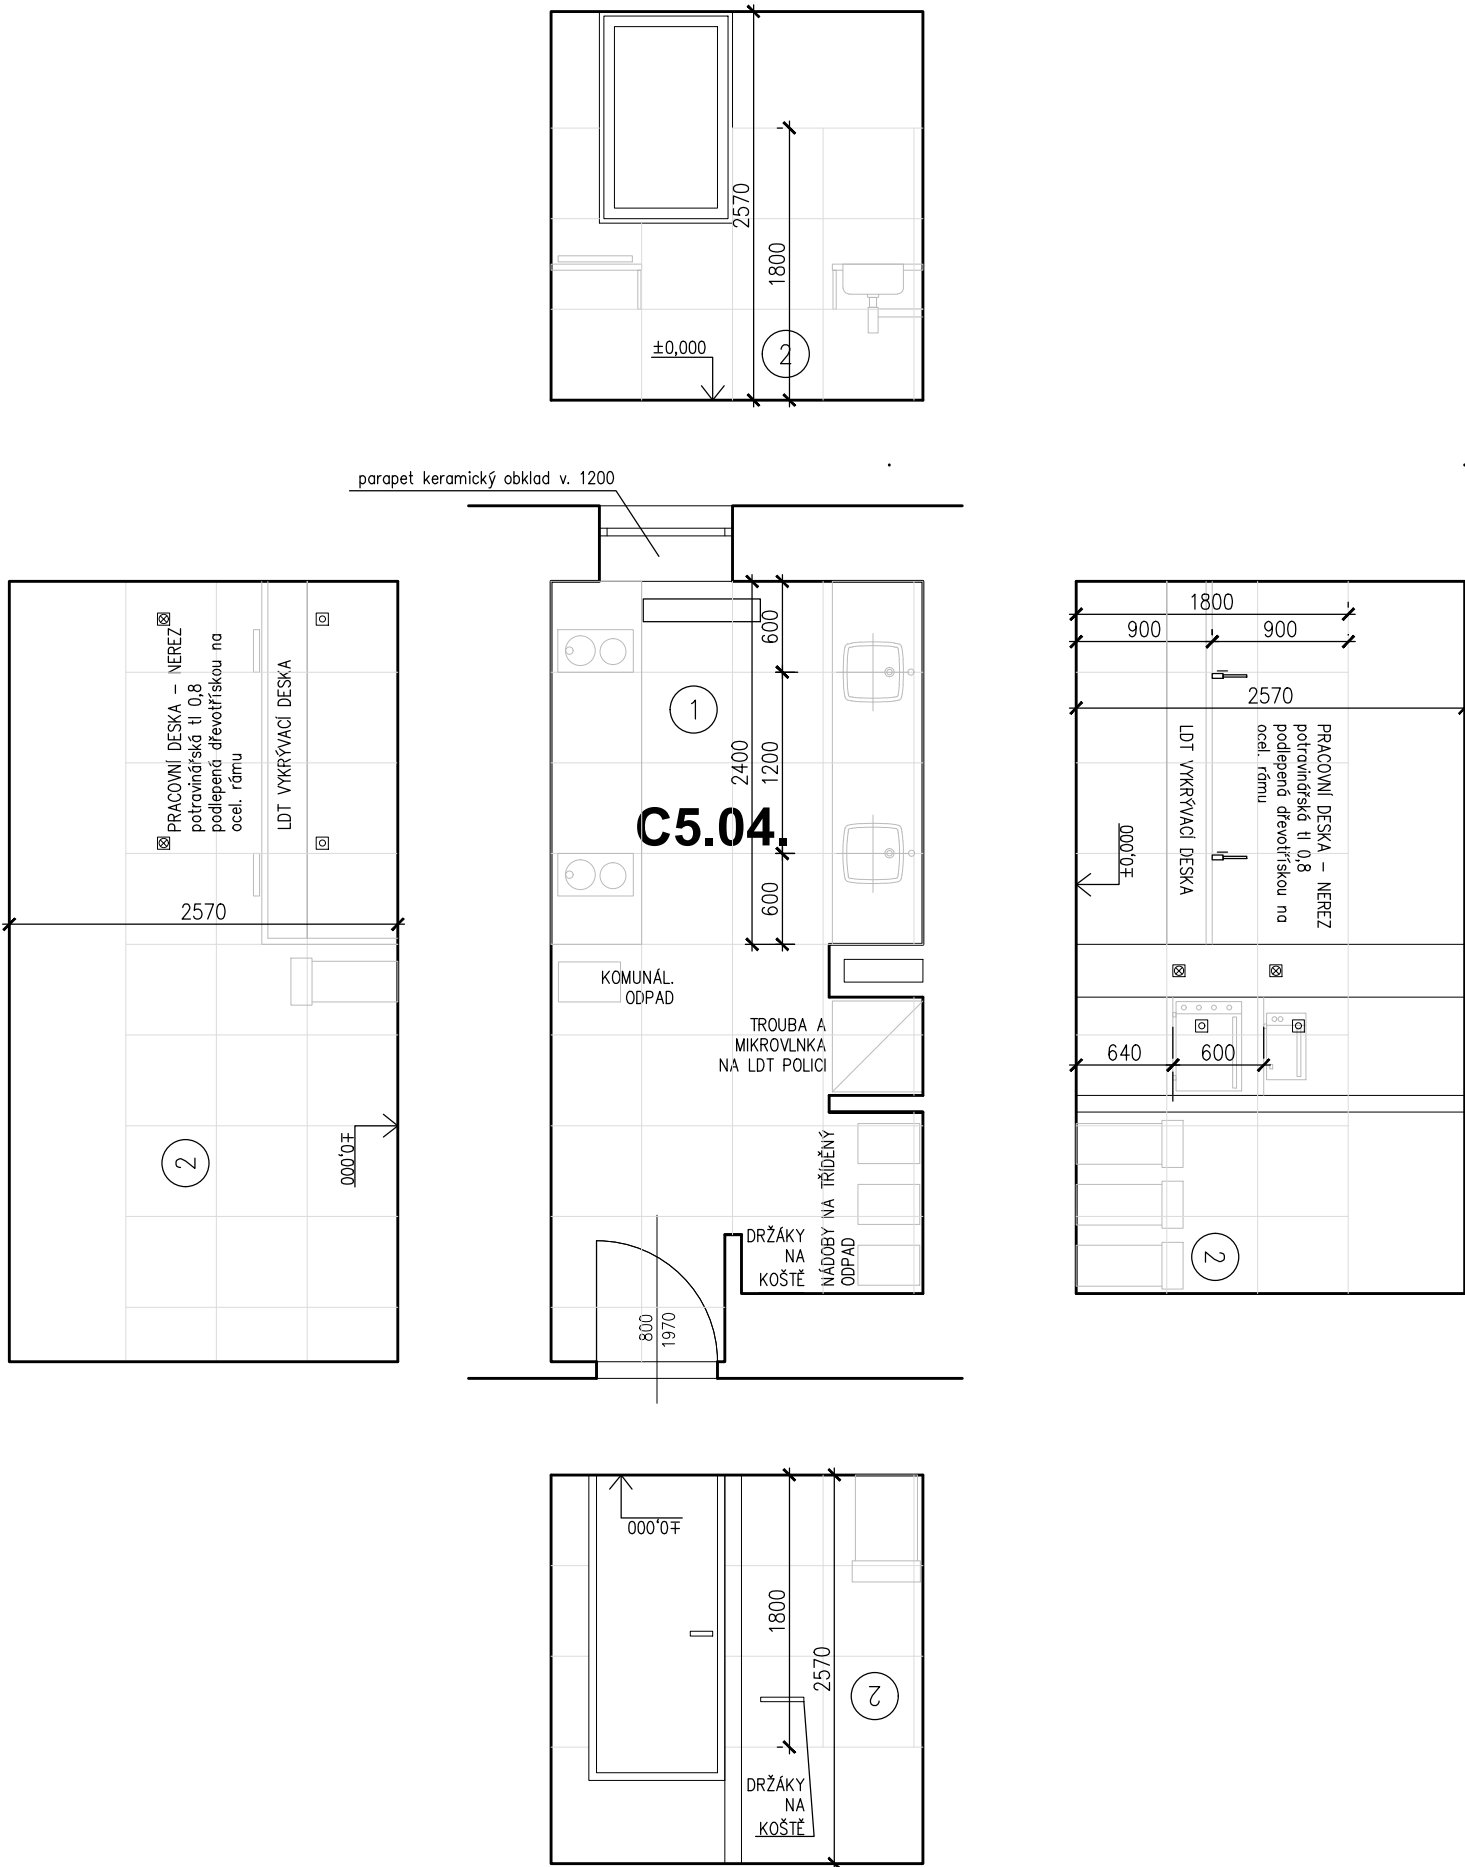 2570
1800
±0,000
2
parapet keramický obklad v. 1200
PRACOVNÍ DESKA – NEREZ
potravinářská tl 0,8
podlepená dřevotřískou na
ocel. rámu
LDT VYKRÝVACÍ DESKA
2570
2
±0,000
600
1
2400
1200
C5.04.
600
KOMUNÁL.
ODPAD
TROUBA A
MIKROVLNKA
NA LDT POLICI
NÁDOBY NA TŘÍDĚNÝ
ODPAD
DRŽÁKY
NA
KOŠTĚ
800
1970
1800
900
900
2570
PRACOVNÍ DESKA – NEREZ
potravinářská tl 0,8
podlepená dřevotřískou na
ocel. rámu
LDT VYKRÝVACÍ DESKA
±0,000
640
600
2
±0,000
1800
2570
2
DRŽÁKY
NA
KOŠTĚ